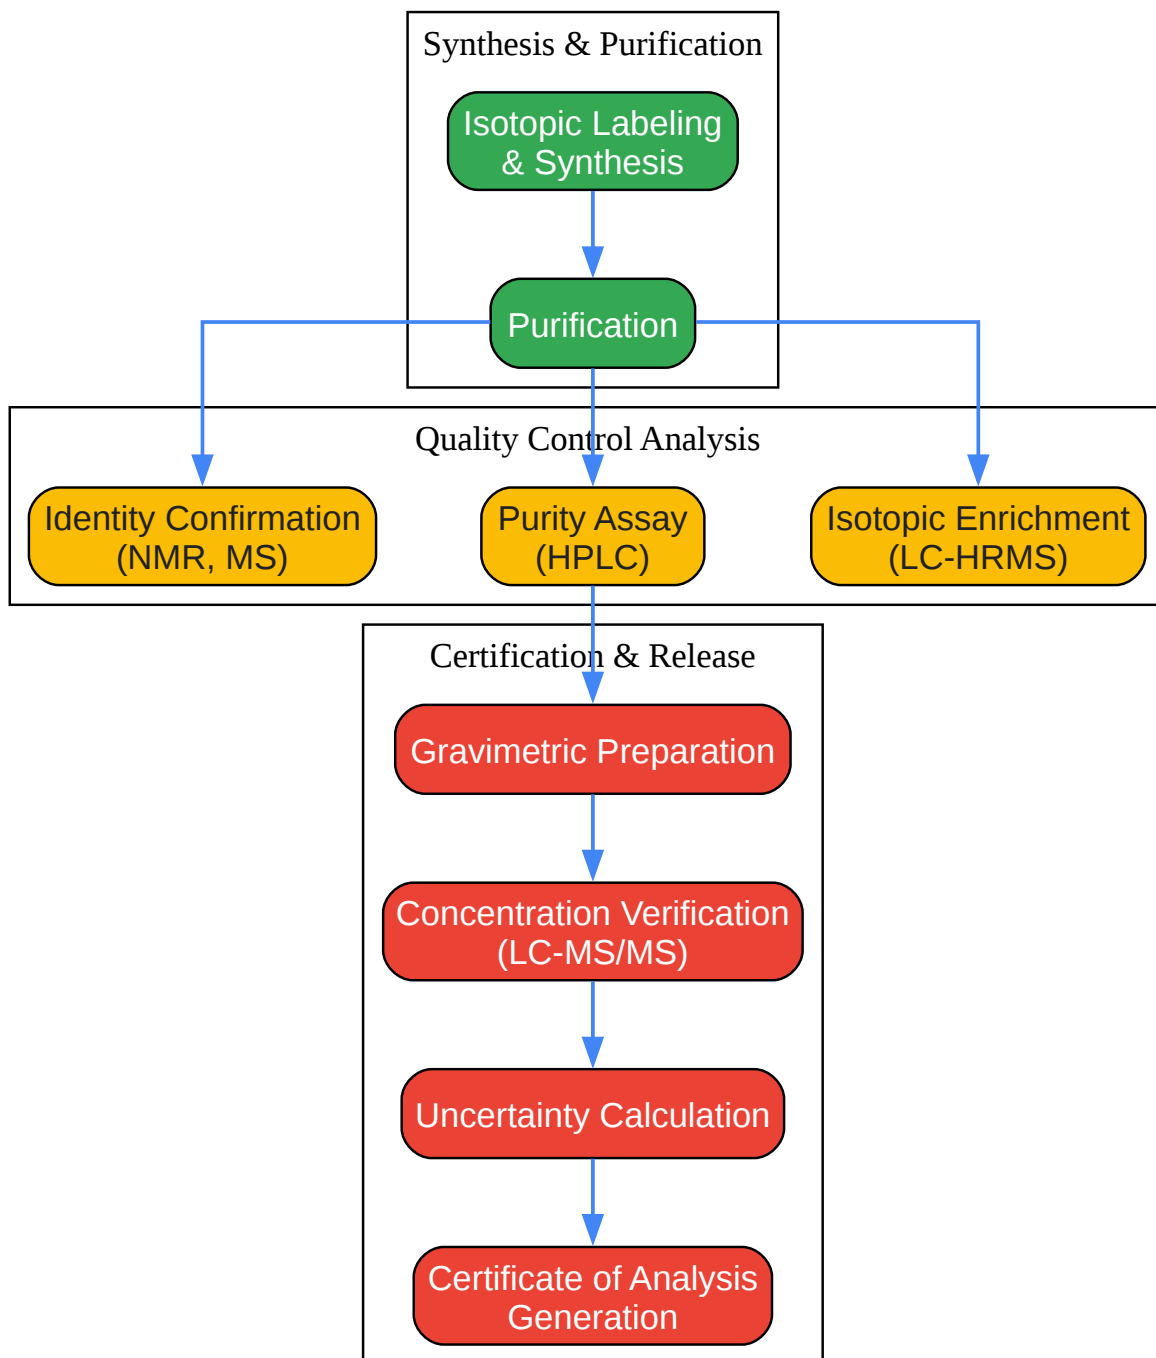 Synthesis & Purification
Isotopic Labeling
& Synthesis
Purification
Quality Control Analysis
Identity Confirmation
(NMR, MS)
Purity Assay
(HPLC)
Isotopic Enrichment
(LC-HRMS)
Certification & Release
Gravimetric Preparation
Concentration Verification
(LC-MS/MS)
Uncertainty Calculation
Certificate of Analysis
Generation